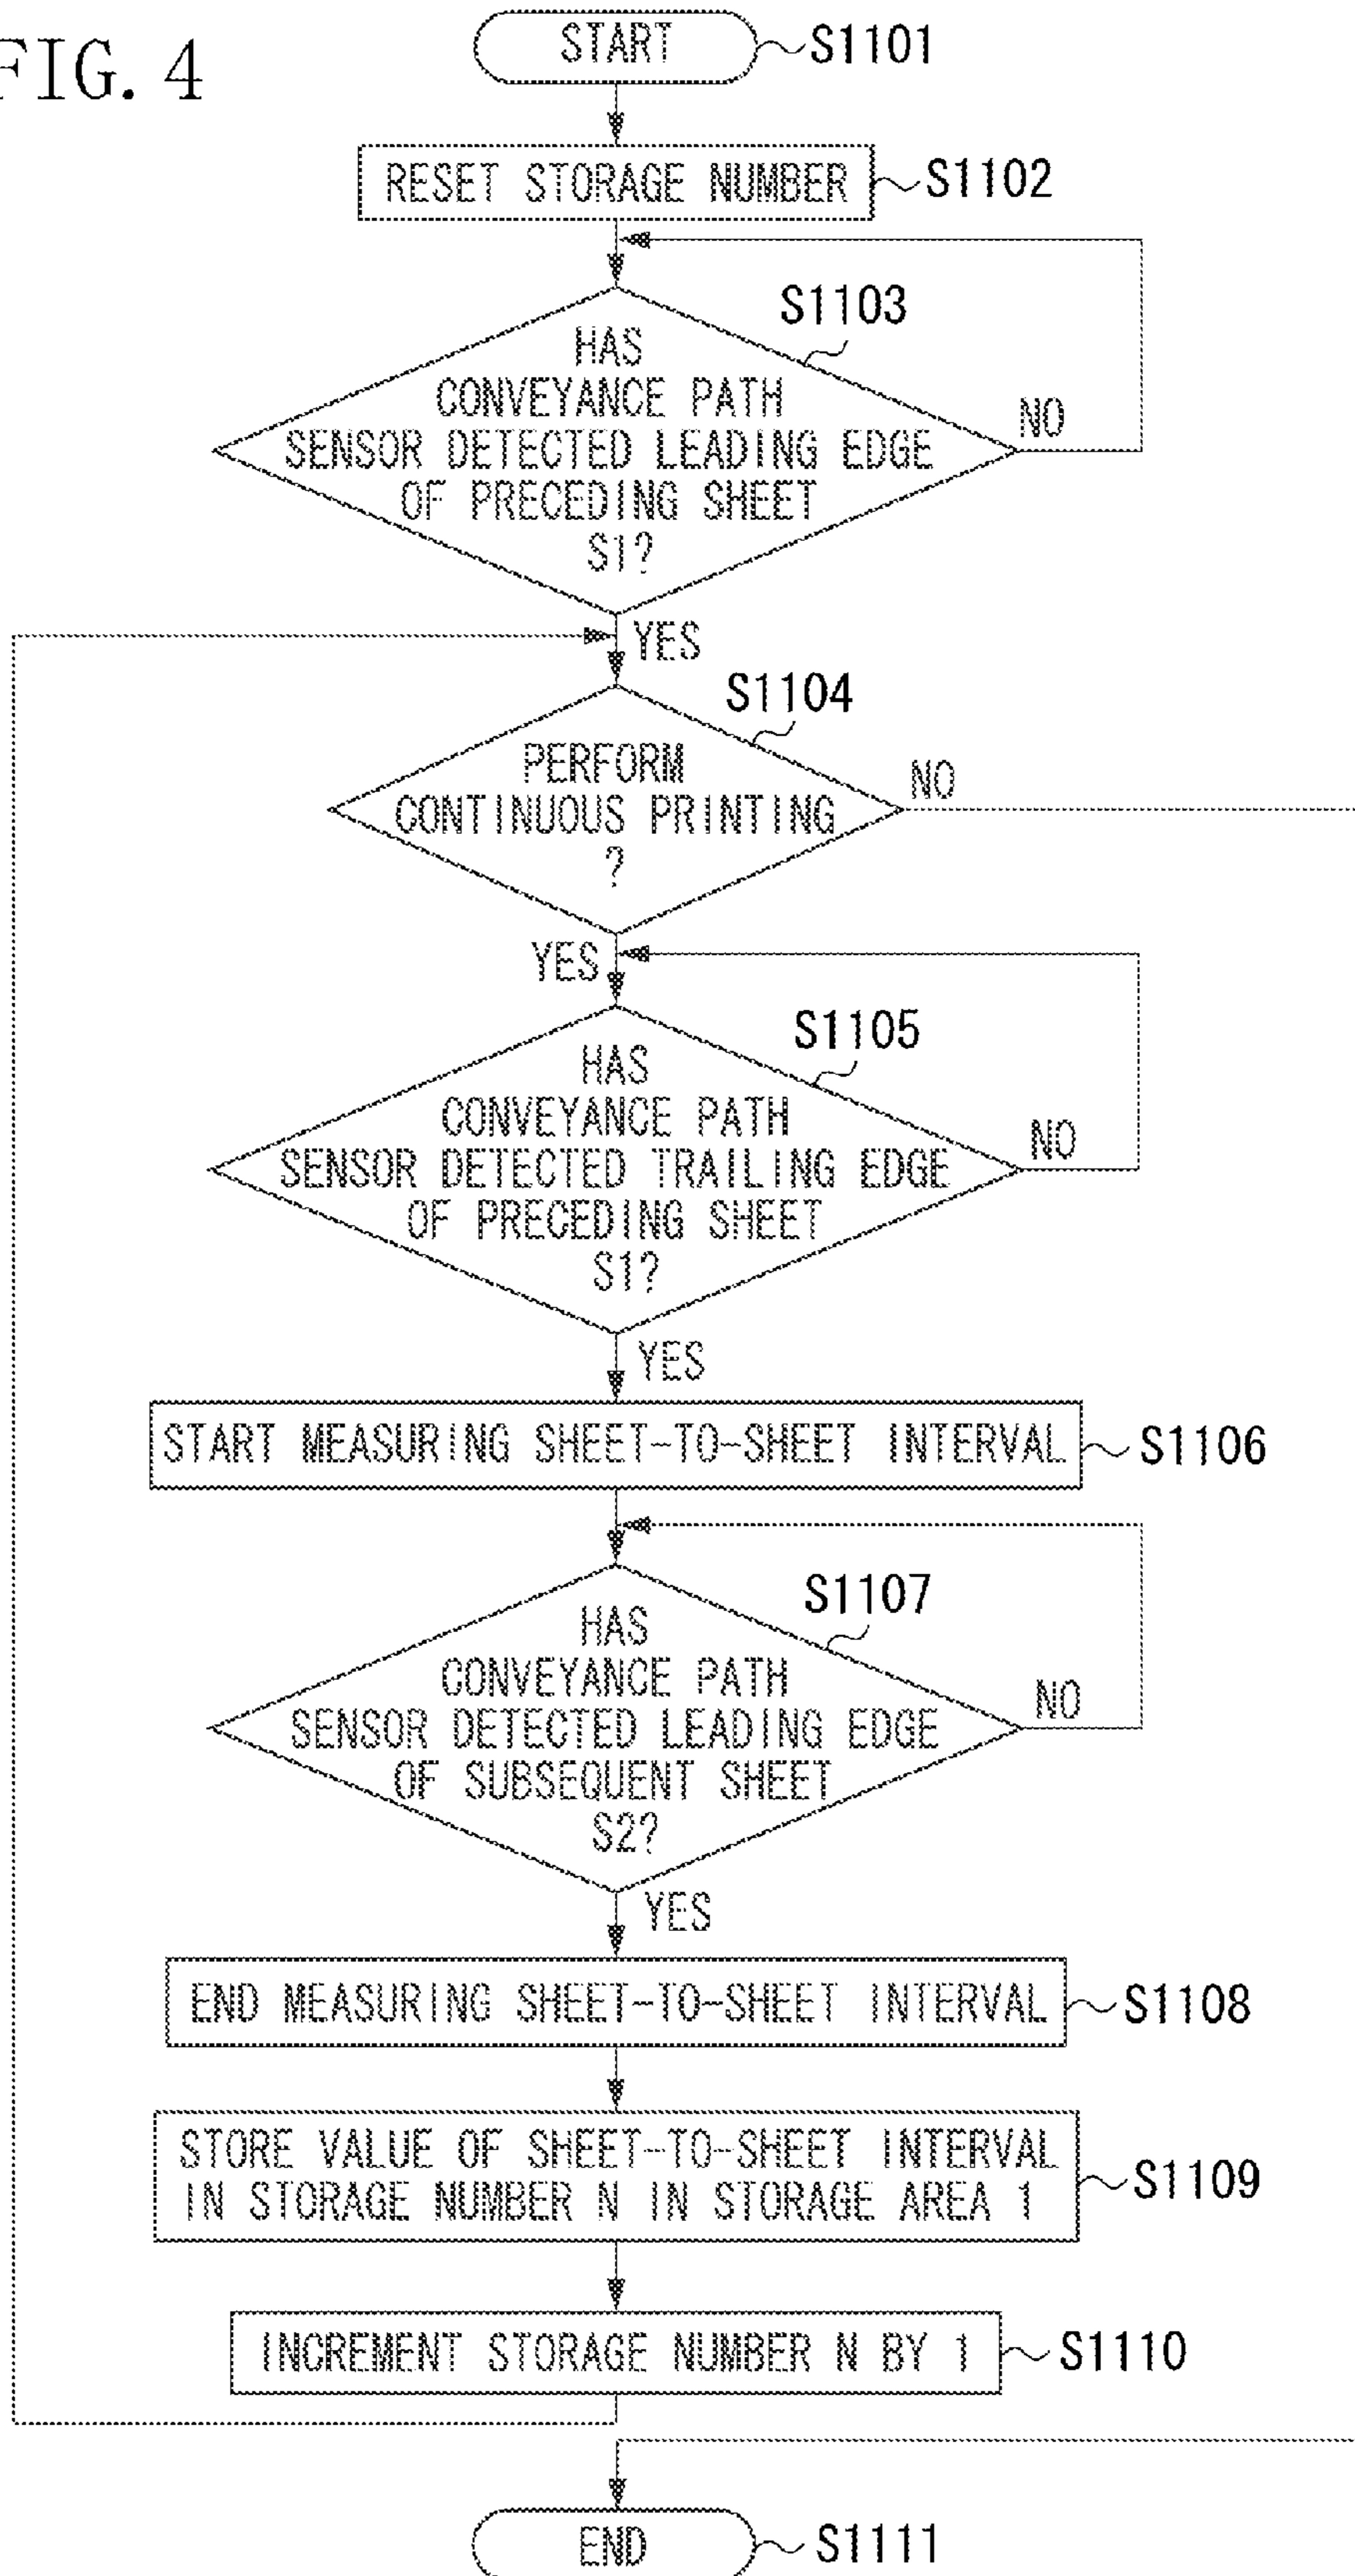 FIG. 4
START
S1101
RESET STORAGE NUMBER
S1102
S1103
HAS
CONVEYANCE PATH
SENSOR DETECTED LEADING EDGE
OF PRECEDING SHEET
S1?
NO
YES
S1104
PERFORM
CONTINUOUS PRINTING
?
NO
YES
S1105
HAS
CONVEYANCE PATH
SENSOR DETECTED TRAILING EDGE
OF PRECEDING SHEET
S1?
NO
YES
START MEASURING SHEET-TO-SHEET INTERVAL
S1106
S1107
HAS
CONVEYANCE PATH
SENSOR DETECTED LEADING EDGE
OF SUBSEQUENT SHEET
S2?
NO
YES
END MEASURING SHEET-TO-SHEET INTERVAL
S1108
STORE VALUE OF SHEET-TO-SHEET INTERVAL
IN STORAGE NUMBER N IN STORAGE AREA 1
S1109
INCREMENT STORAGE NUMBER N BY 1
S1110
END
S1111